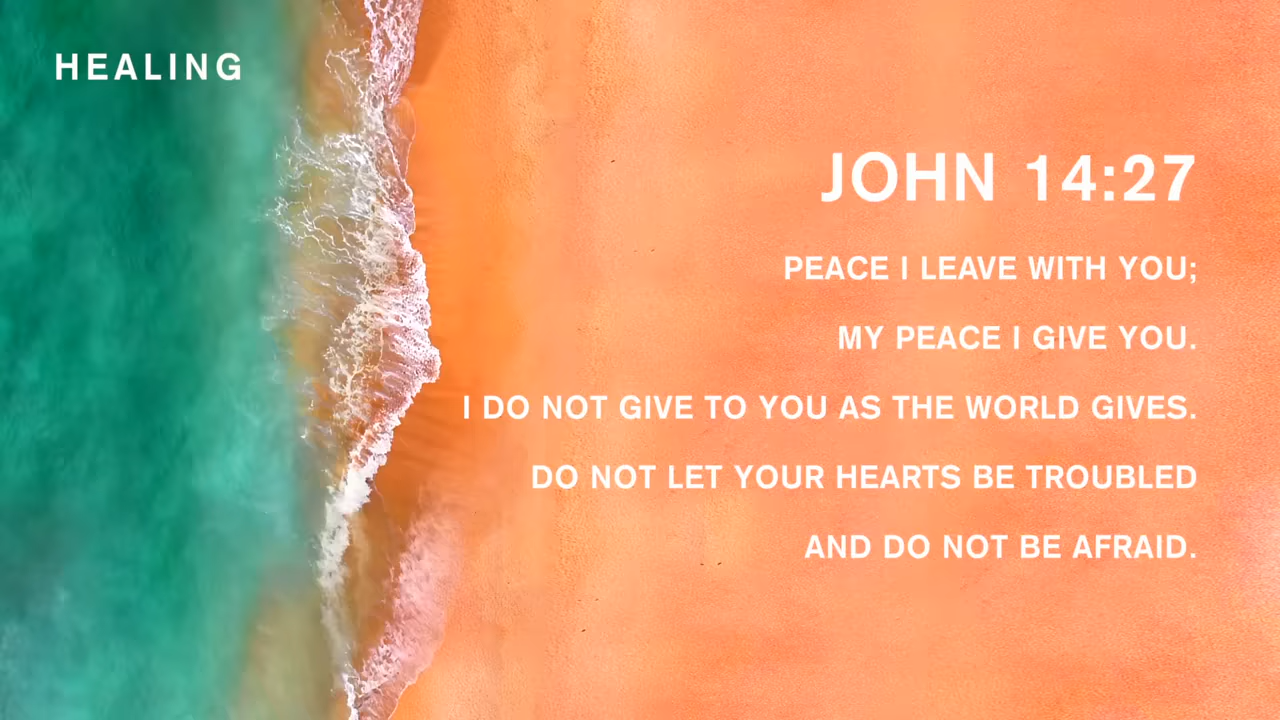 HEALING
JOHN 14:27
PEACE I LEAVE WITH YOU;
MY PEACE I GIVE YOU.
I DO NOT GIVE TO YOU AS THE WORLD GIVES.
DO NOT LET YOUR HEARTS BE TROUBLED
AND DO NOT BE AFRAID.